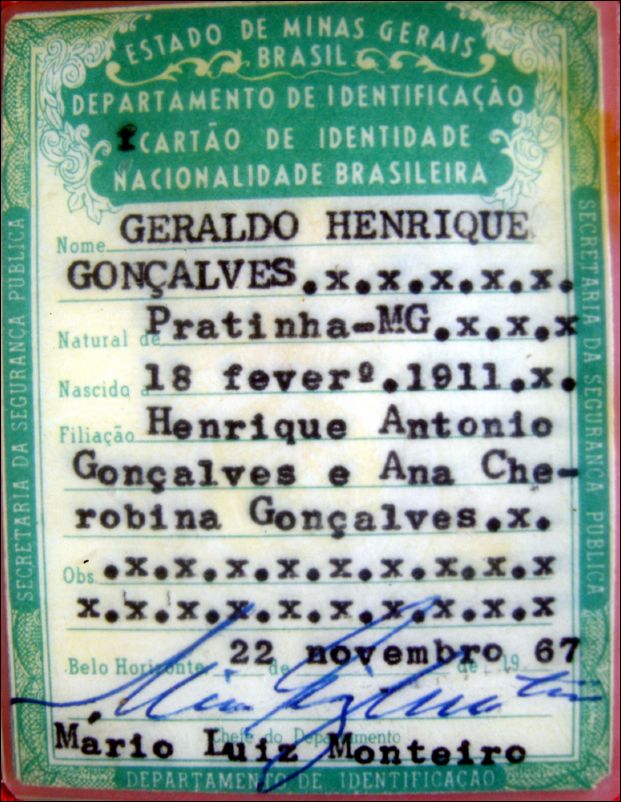 ESTADO DE MINAS GERAIS
BRASIL
DEPARTAMENTO DE IDENTIFICAÇÃO
CARTÃO DE IDENTIDADE
NACIONALIDADE BRASILEIRA
Nome GERALDO HENRIQUE
GONÇALVES.x.x.x.x.x.
Natural de Pratinha-MG.x.x.x
Nascido a 18 feverº.1911.x.
Filiação Henrique Antonio
Gonçalves e Ana Che-
robina Gonçalves.x.
Obs. .x.x.x.x.x.x.x.x.x.x.x
x.x.x.x.x.x.x.x.x.x.x.x
Belo Horizonte, 22 de novembro de 19 67
Chefe do Departamento
Mário Luiz Monteiro
DEPARTAMENTO DE IDENTIFICAÇÃO
SECRETARIA DA SEGURANÇA PUBLICA
SECRETARIA DA SEGURANÇA PUBLICA